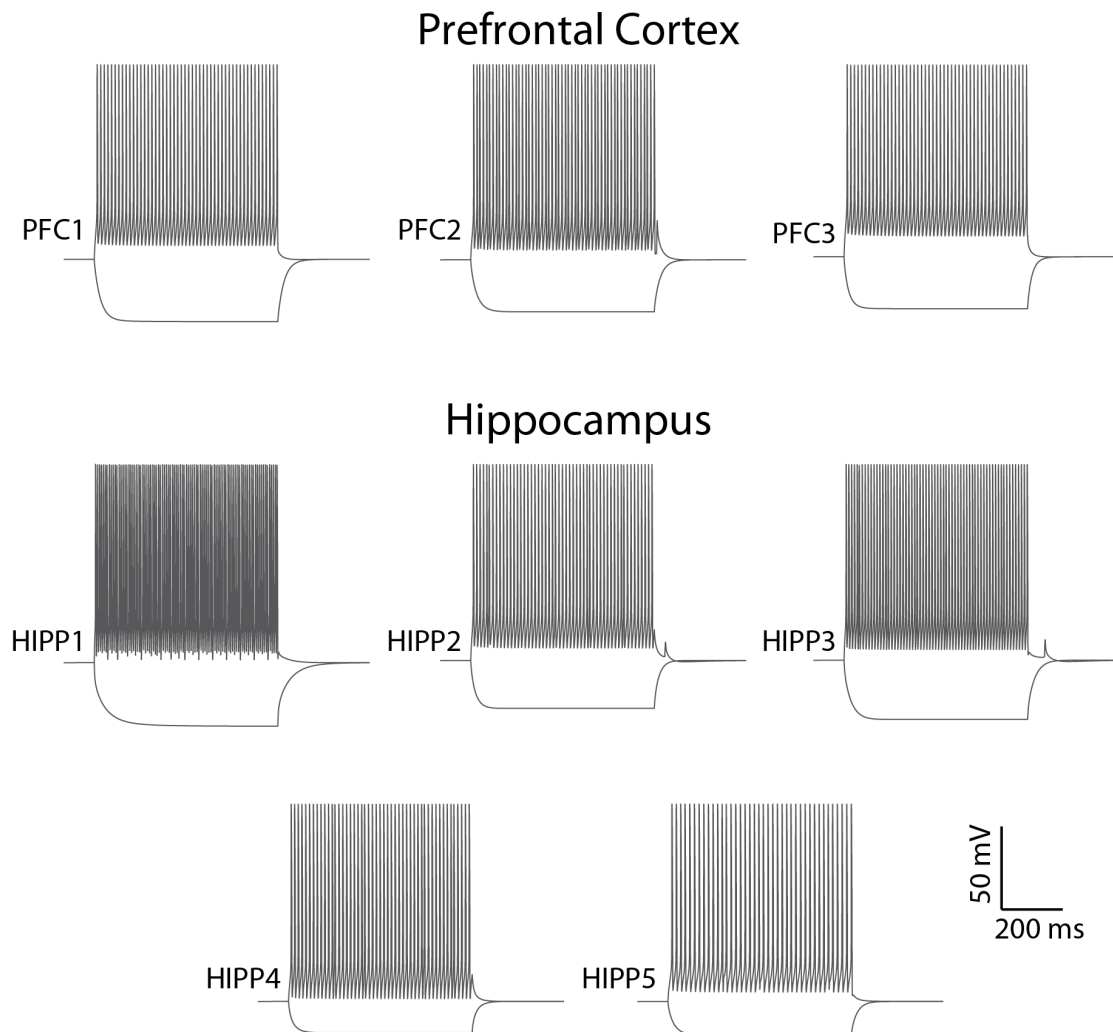 Prefrontal Cortex
PFC1
PFC2
PFC3
Hippocampus
HIPP1
HIPP2
HIPP3
HIPP4
HIPP5
50 mV
200 ms